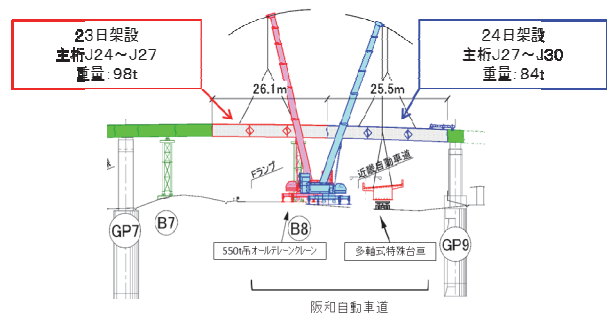 23日架設
主桁J24～J27
重量:98t
24日架設
主桁J27～J30
重量:84t
26.1m
25.5m
Fランプ
近畿自動車道
GP7
B7
B8
GP9
550t吊オールテレーンクレーン
多軸式特殊台車
阪和自動車道